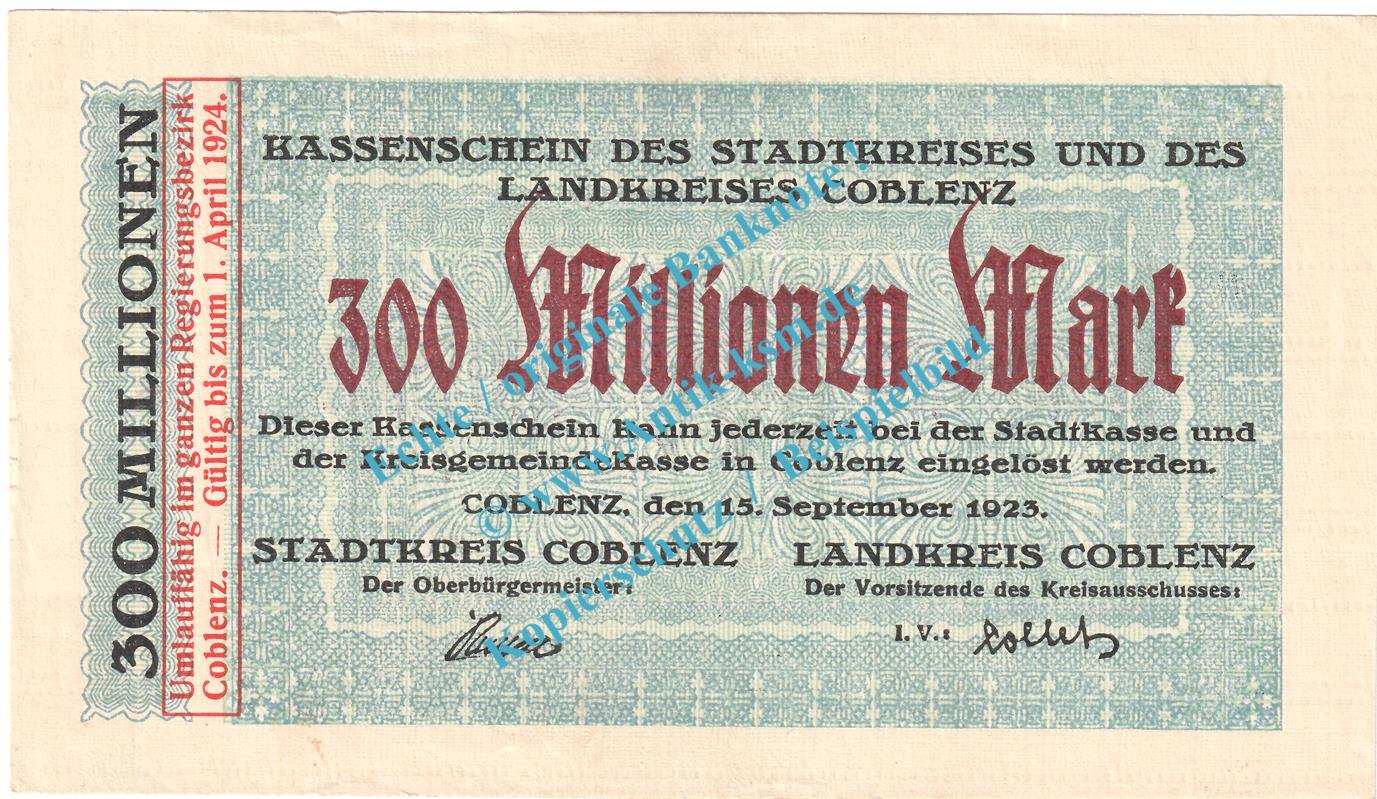 300 MILLIONEN
Umlauffähig im ganzen Regierungsbezirk
Coblenz. — Gültig bis zum 1. April 1924.
KASSENSCHEIN DES STADTKREISES UND DES
LANDKREISES COBLENZ
300 Millionen Mark
Dieser Kassenschein kann jederzeit bei der Stadtkasse und
der Kreisgemeindekasse in Coblenz eingelöst werden.
COBLENZ, den 15. September 1923.
STADTKREIS COBLENZ
Der Oberbürgermeister:
LANDKREIS COBLENZ
Der Vorsitzende des Kreisausschusses:
I. V.:
Echte / originale Banknote !
© www.Antik-ksm.de
Kopierschutz / Beispielbild